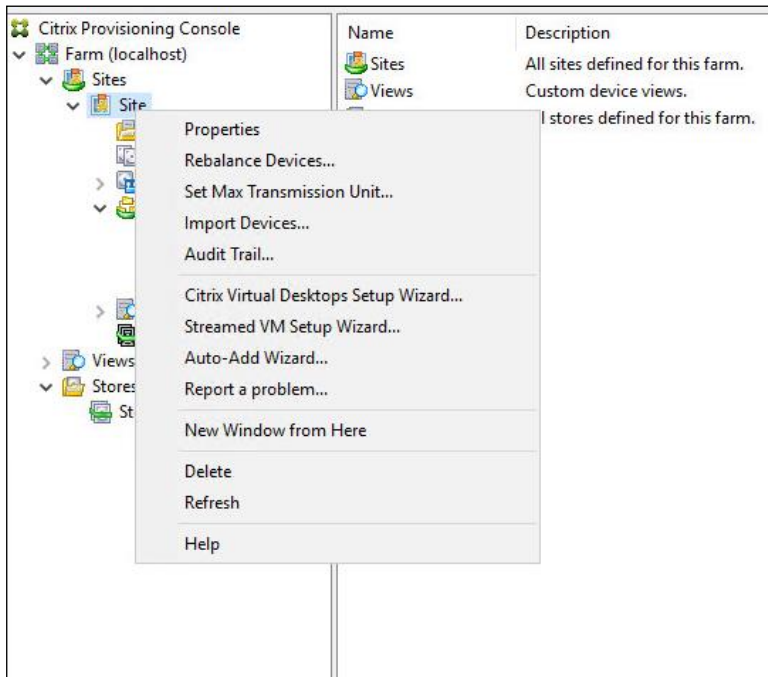 Citrix Provisioning Console
Farm (localhost)
Sites
Site
Views
Stores
St
Name Description
Sites All sites defined for this farm.
Views Custom device views.
l stores defined for this farm.
Properties
Rebalance Devices...
Set Max Transmission Unit...
Import Devices...
Audit Trail...
Citrix Virtual Desktops Setup Wizard...
Streamed VM Setup Wizard...
Auto-Add Wizard...
Report a problem...
New Window from Here
Delete
Refresh
Help